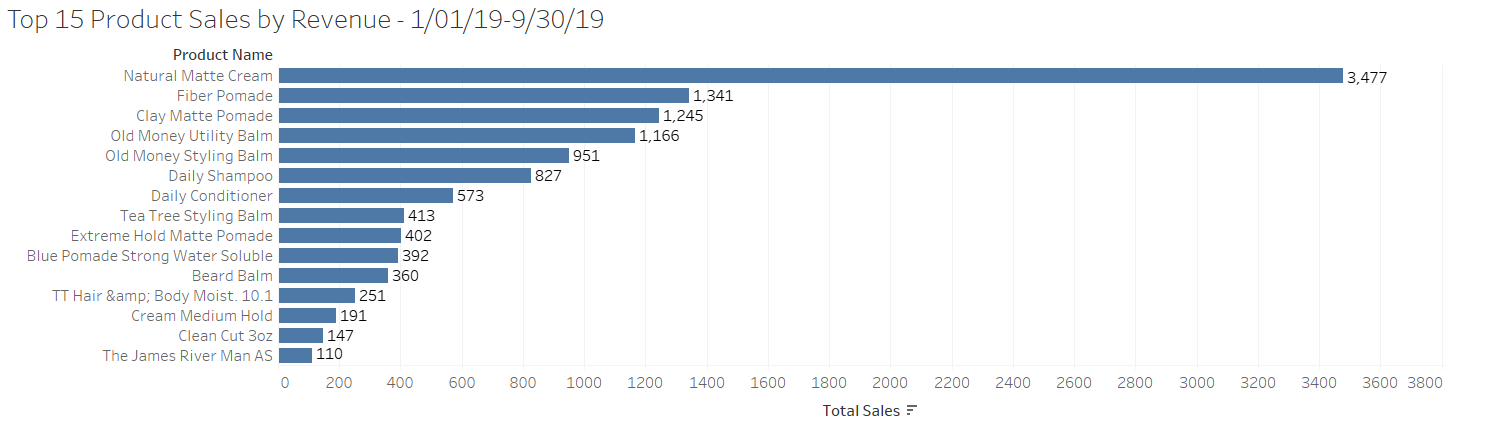 Top 15 Product Sales by Revenue - 1/01/19-9/30/19
Product Name
Natural Matte Cream 3,477
Fiber Pomade 1,341
Clay Matte Pomade 1,245
Old Money Utility Balm 1,166
Old Money Styling Balm 951
Daily Shampoo 827
Daily Conditioner 573
Tea Tree Styling Balm 413
Extreme Hold Matte Pomade 402
Blue Pomade Strong Water Soluble 392
Beard Balm 360
TT Hair &amp; Body Moist. 10.1 251
Cream Medium Hold 191
Clean Cut 3oz 147
The James River Man AS 110
0 200 400 600 800 1000 1200 1400 1600 1800 2000 2200 2400 2600 2800 3000 3200 3400 3600 3800
Total Sales